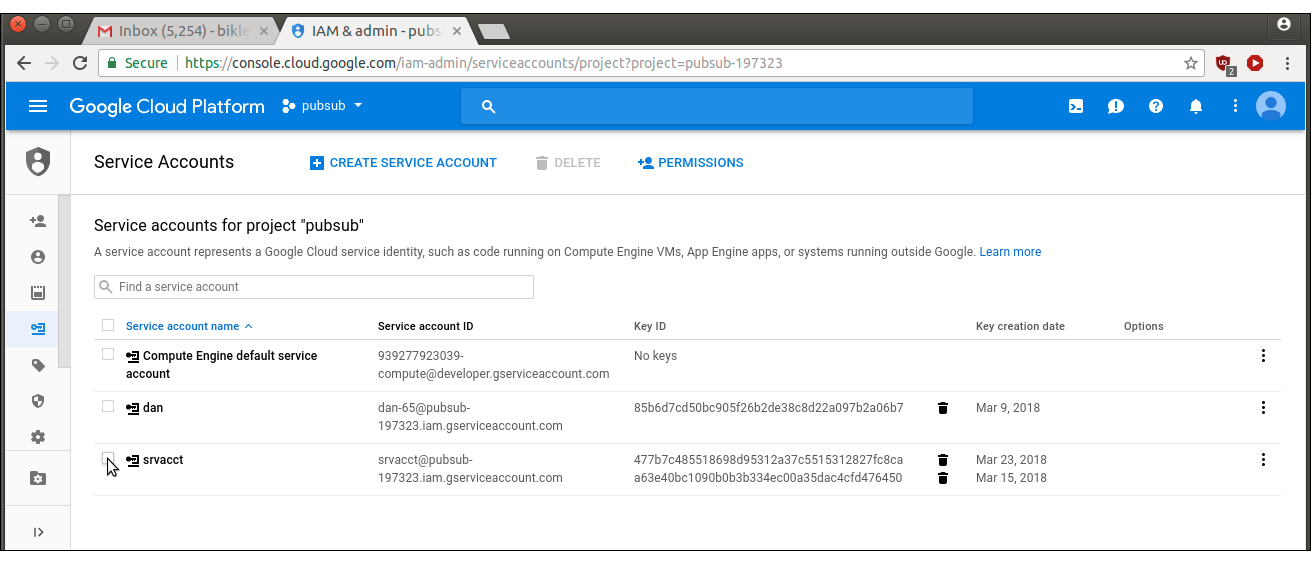 Inbox (5,254) - bikle
IAM & admin - pubs
Secure
https://console.cloud.google.com/iam-admin/serviceaccounts/project?project=pubsub-197323
2
Google Cloud Platform
pubsub
Service Accounts
CREATE SERVICE ACCOUNT
DELETE
PERMISSIONS
Service accounts for project "pubsub"
A service account represents a Google Cloud service identity, such as code running on Compute Engine VMs, App Engine apps, or systems running outside Google. Learn more
Find a service account
Service account name
Service account ID
Key ID
Key creation date
Options
Compute Engine default service
account
939277923039-
compute@developer.gserviceaccount.com
No keys
dan
dan-65@pubsub-
197323.iam.gserviceaccount.com
85b6d7cd50bc905f26b2de38c8d22a097b2a06b7
Mar 9, 2018
srvacct
srvacct@pubsub-
197323.iam.gserviceaccount.com
477b7c485518698d95312a37c5515312827fc8ca
Mar 23, 2018
a63e40bc1090b0b3b334ec00a35dac4cfd476450
Mar 15, 2018